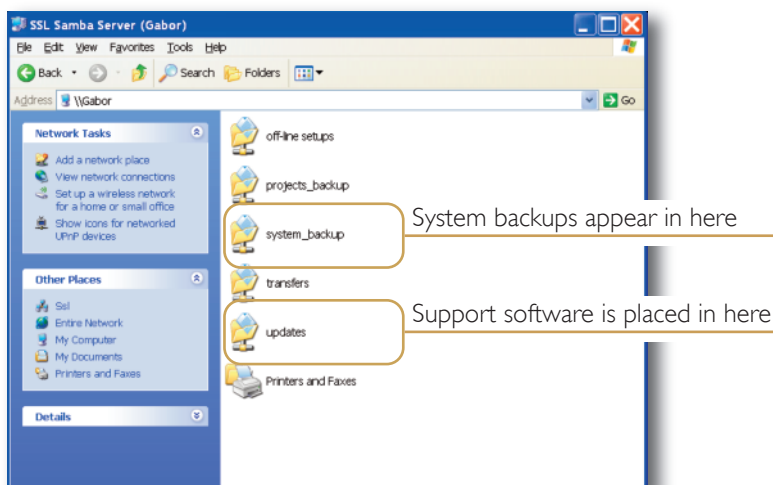 SSL Samba Server (Gabor)
File Edit View Favorites Tools Help
Back Search Folders
Address \\Gabor Go
Network Tasks
Add a network place
View network connections
Set up a wireless network
for a home or small office
Show icons for networked
UPnP devices
Other Places
Ssl
Entire Network
My Computer
My Documents
Printers and Faxes
Details
off-line setups
projects_backup
system_backup
System backups appear in here
transfers
updates
Support software is placed in here
Printers and Faxes